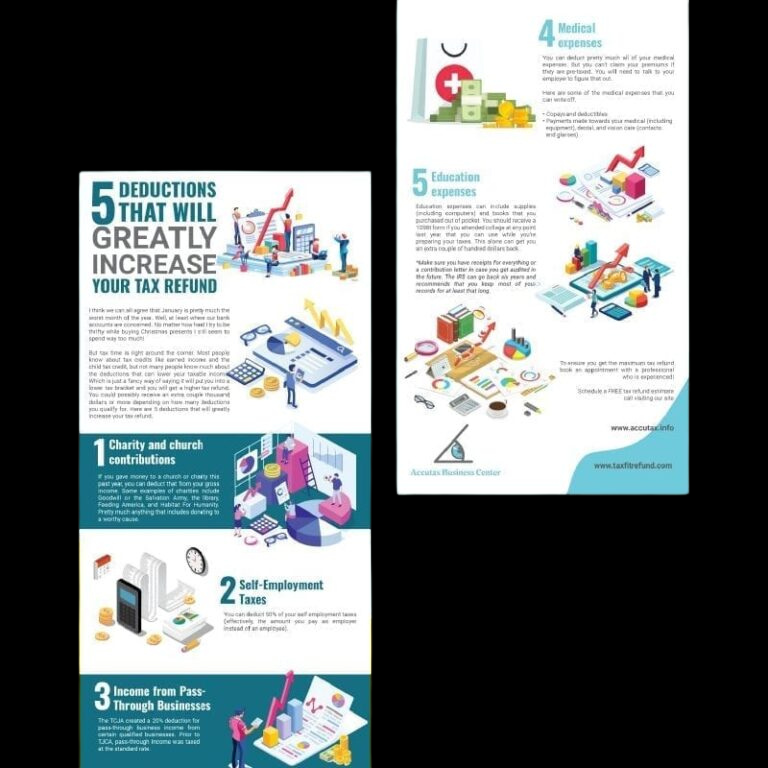 5 DEDUCTIONS
THAT WILL
GREATLY
INCREASE
YOUR TAX REFUND
I think we can all agree that January is pretty much the
worst month of the year. Well, at least where our bank
accounts are concerned. No matter how hard I try to be
thrifty while buying Christmas presents I still seem to
spend way too much!
But tax time is right around the corner. Most people
know about tax credits like earned income and the
child tax credit, but not many people know much about
the deductions that can lower your taxable income.
Which is just a fancy way of saying it will put you into a
lower tax bracket and you will get a higher tax refund.
You could possibly receive an extra couple thousand
dollars or more depending on how many deductions
you qualify for. Here are 5 deductions that will greatly
increase your tax refund.
1 Charity and church
contributions
If you gave money to a church or charity this
past year, you can deduct that from your gross
income. Some examples of charities include
Goodwill or the Salvation Army, the library,
Feeding America, and Habitat For Humanity.
Pretty much anything that includes donating to
a worthy cause.
2 Self-Employment
Taxes
You can deduct 50% of your self employment taxes
(effectively, the amount you pay as employer
instead of an employee).
3 Income from Pass-
Through Businesses
The TCJA created a 20% deduction for
pass-through business income from
certain qualified businesses. Prior to
TJCA, pass-through income was taxed
at the standard rate.
4 Medical
expenses
You can deduct pretty much all of your medical
expenses. But you can't claim your premiums if
they are pre-taxed. You will need to talk to your
employer to figure that out.
Here are some of the medical expenses that you
can write off.
• Copays and deductibles
• Payments made towards your medical (including
equipment), dental, and vision care (contacts
and glasses).
5 Education
expenses
Education expenses can include supplies
(including computers) and books that you
purchased out of pocket. You should receive a
1098t form if you attended college at any point
last year that you can use while you're
preparing your taxes. This alone can get you
an extra couple of hundred dollars back.
*Make sure you have receipts for everything or
a contribution letter in case you get audited in
the future. The IRS can go back six years and
recommends that you keep most of your
records for at least that long.
To ensure you get the maximum tax refund
book an appointment with a professional
who is experienced!
Schedule a FREE tax refund estimate
call visiting our site
www.accutax.info
Accutax Business Center
www.taxfitrefund.com